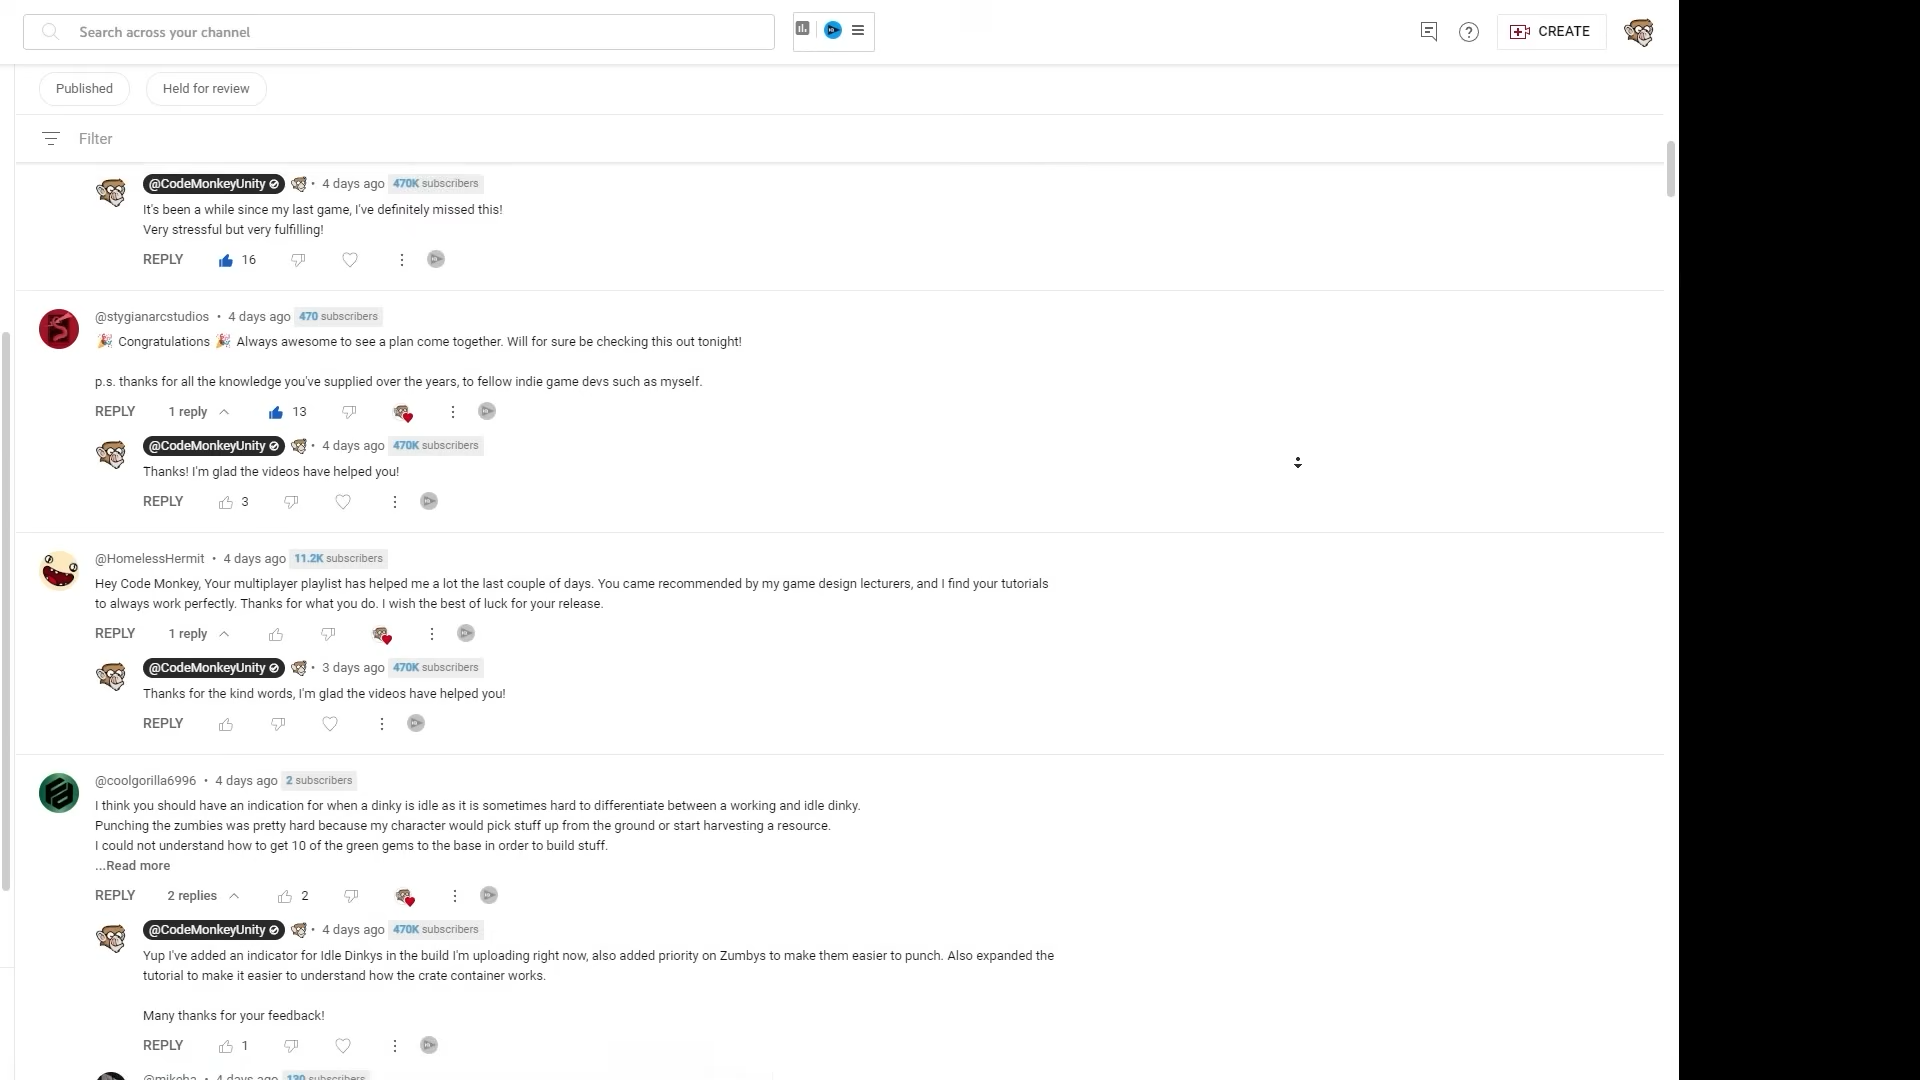 Search across your channel
CREATE
Published
Held for review
Filter
@CodeMonkeyUnity • 4 days ago 470K subscribers
It's been a while since my last game, I've definitely missed this!
Very stressful but very fulfilling!
REPLY 16
@stygianarcstudios • 4 days ago 470 subscribers
🎉 Congratulations 🎉 Always awesome to see a plan come together. Will for sure be checking this out tonight!
p.s. thanks for all the knowledge you've supplied over the years, to fellow indie game devs such as myself.
REPLY 1 reply 13
@CodeMonkeyUnity • 4 days ago 470K subscribers
Thanks! I'm glad the videos have helped you!
REPLY 3
@HomelessHermit • 4 days ago 11.2K subscribers
Hey Code Monkey, Your multiplayer playlist has helped me a lot the last couple of days. You came recommended by my game design lecturers, and I find your tutorials
to always work perfectly. Thanks for what you do. I wish the best of luck for your release.
REPLY 1 reply
@CodeMonkeyUnity • 3 days ago 470K subscribers
Thanks for the kind words, I'm glad the videos have helped you!
REPLY
@coolgorilla6996 • 4 days ago 2 subscribers
I think you should have an indication for when a dinky is idle as it is sometimes hard to differentiate between a working and idle dinky.
Punching the zumbies was pretty hard because my character would pick stuff up from the ground or start harvesting a resource.
I could not understand how to get 10 of the green gems to the base in order to build stuff.
...Read more
REPLY 2 replies 2
@CodeMonkeyUnity • 4 days ago 470K subscribers
Yup I've added an indicator for Idle Dinkys in the build I'm uploading right now, also added priority on Zumbys to make them easier to punch. Also expanded the
tutorial to make it easier to understand how the crate container works.
Many thanks for your feedback!
REPLY 1
• 4 days ago 130 subscribers